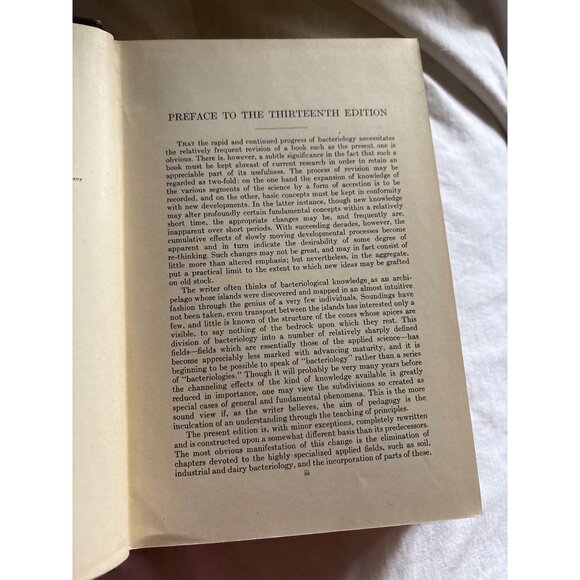 any
PREFACE TO THE THIRTEENTH EDITION
THAT the rapid and continued progress of bacteriology necessitates
the relatively frequent revision of a book such as the present one is
obvious. There is, however, a subtle significance in the fact that such a
book must be kept abreast of current research in order to retain an
appreciable part of its usefulness. The process of revision may be
regarded as two-fold: on the one hand the expansion of knowledge of
the various segments of the science by a form of accretion is to be
recorded, and on the other, basic concepts must be kept in conformity
with new developments. In the latter instance, though new knowledge
may alter profoundly certain fundamental concepts within a relatively
short time, the appropriate changes may be, and frequently are,
inapparent over short periods. With succeeding decades, however, the
cumulative effects of slowly moving developmental processes become
apparent and in turn indicate the desirability of some degree of
re-thinking. Such changes may not be great, and may in fact consist of
little more than altered emphasis; but nevertheless, in the aggregate,
put a practical limit to the extent to which new ideas may be grafted
on old stock.
The writer often thinks of bacteriological knowledge as an archi-
pelago whose islands were discovered and mapped in an almost intuitive
fashion through the genius of a very few individuals. Soundings have
not been taken, even transport between the islands has interested only a
few, and little is known of the structure of the cones whose apices are
visible, to say nothing of the bedrock upon which they rest. This
division of bacteriology into a number of relatively sharply defined
fields—fields which are essentially those of the applied science—has
become appreciably less marked with advancing maturity, and it is
beginning to be possible to speak of "bacteriology" rather than a series
of "bacteriologies." Though it will probably be very many years before
the channeling effects of the kind of knowledge available is greatly
reduced in importance, one may view the subdivisions so created as
special cases of general and fundamental phenomena. This is the more
sound view if, as the writer believes, the aim of pedagogy is the
inculcation of an understanding through the teaching of principles.
The present edition is, with minor exceptions, completely rewritten
and is constructed upon a somewhat different basis than its predecessors.
The most obvious manifestation of this change is the elimination of
chapters devoted to the highly specialized applied fields, such as soil,
industrial and dairy bacteriology, and the incorporation of parts of these,
iii